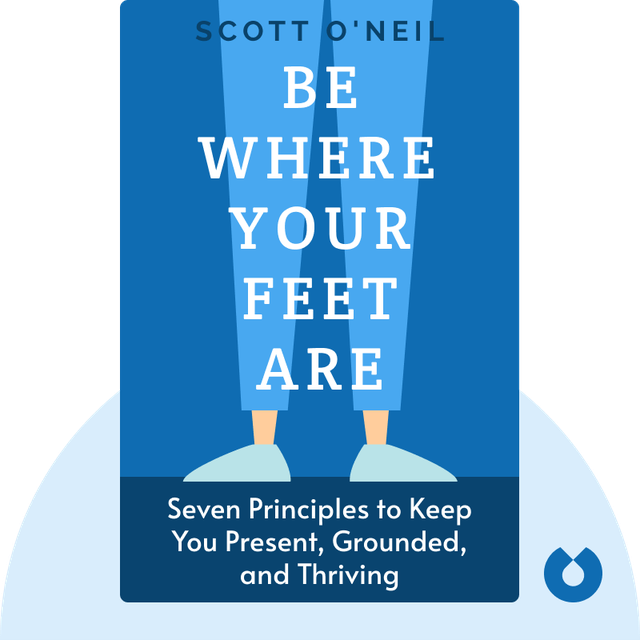 SCOTT O'NEIL
BE
WHERE
YOUR
FEET
ARE
Seven Principles to Keep
You Present, Grounded,
and Thriving